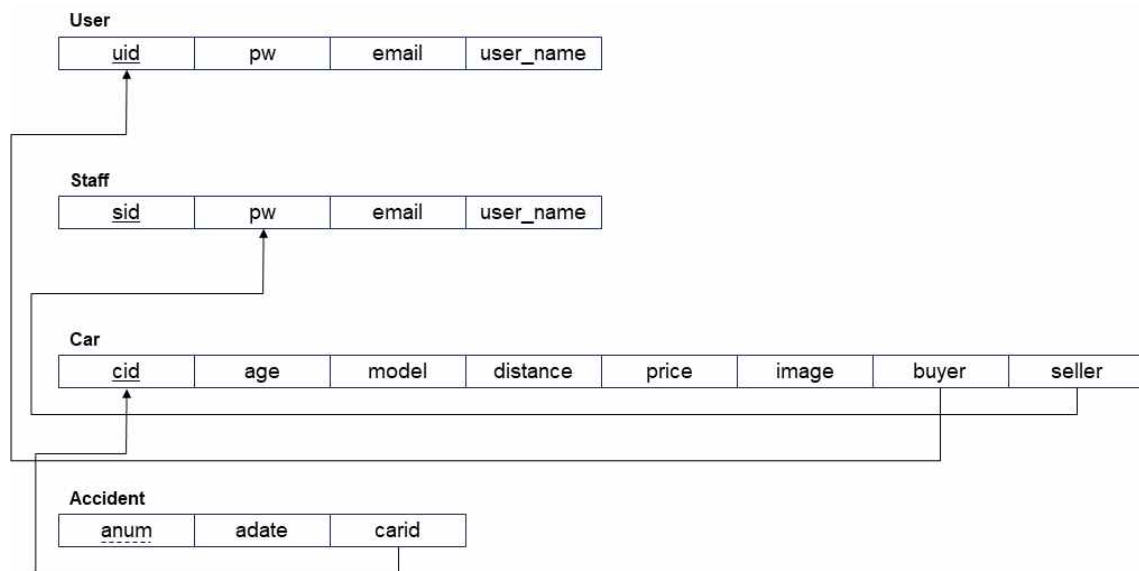 User
uid pw email user_name
Staff
sid pw email user_name
Car
cid age model distance price image buyer seller
Accident
anum adate carid